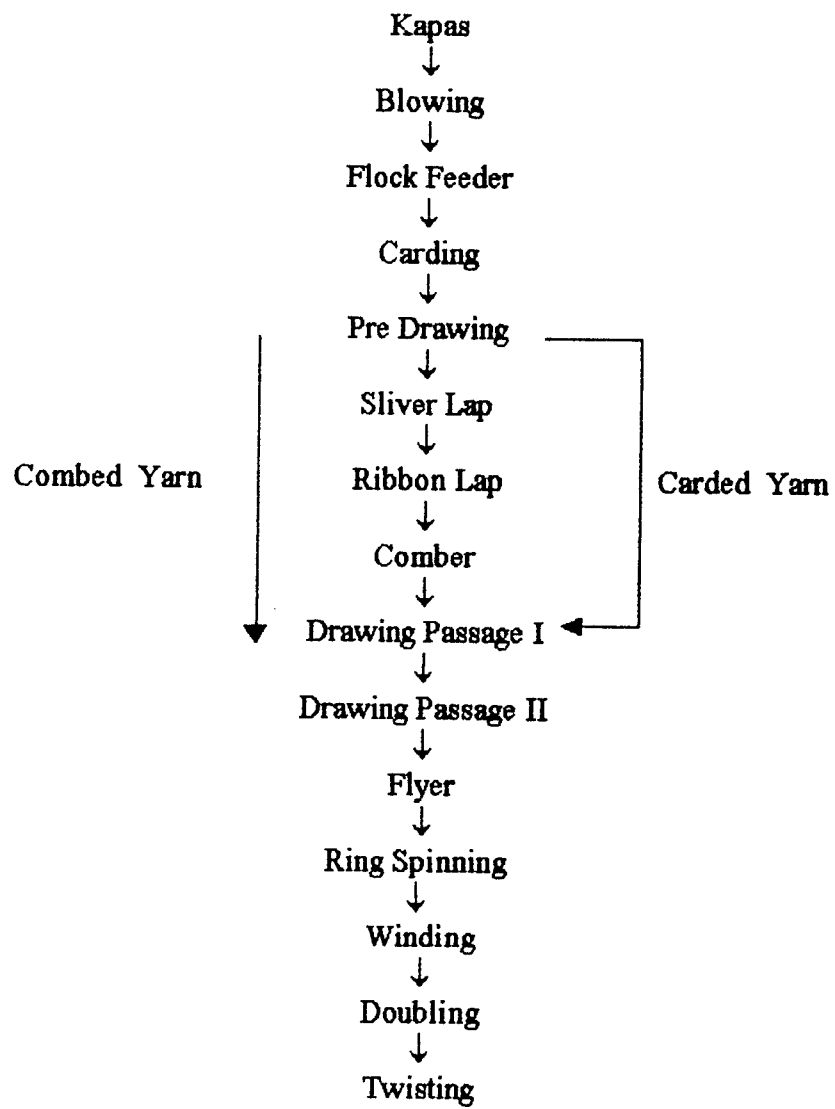 Kapas
Blowing
Flock Feeder
Carding
Pre Drawing
Sliver Lap
Combed Yarn
Ribbon Lap
Carded Yarn
Comber
Drawing Passage I
Drawing Passage II
Flyer
Ring Spinning
Winding
Doubling
Twisting